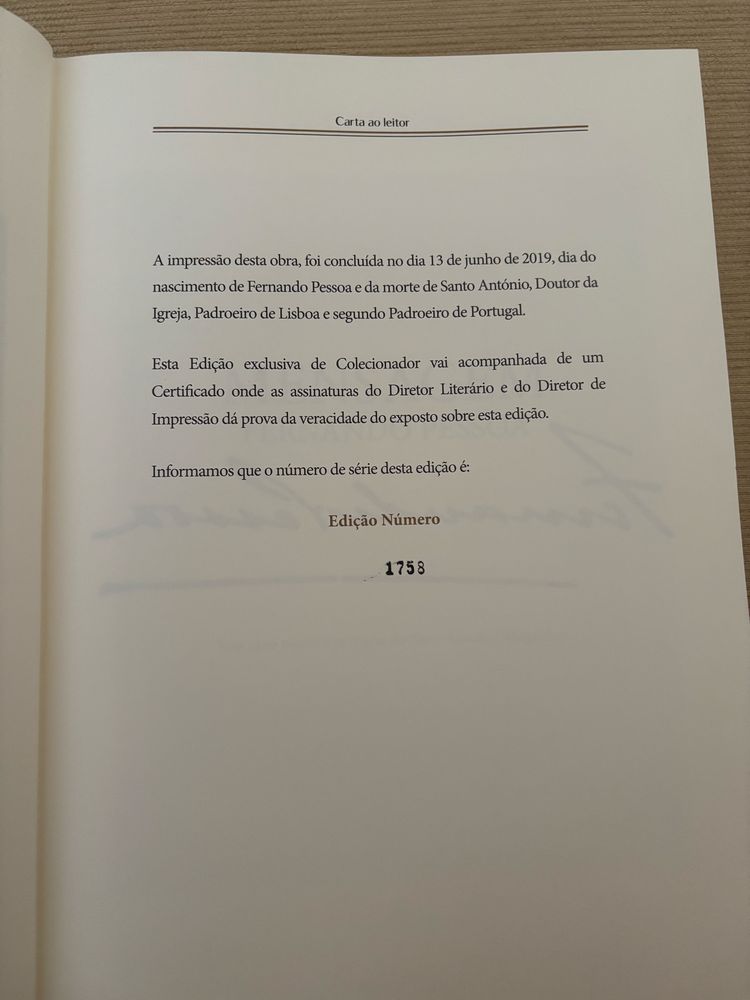 Carta ao leitor
A impressão desta obra, foi concluída no dia 13 de junho de 2019, dia do
nascimento de Fernando Pessoa e da morte de Santo António, Doutor da
Igreja, Padroeiro de Lisboa e segundo Padroeiro de Portugal.
Esta Edição exclusiva de Colecionador vai acompanhada de um
Certificado onde as assinaturas do Diretor Literário e do Diretor de
Impressão dá prova da veracidade do exposto sobre esta edição.
Informamos que o número de série desta edição é:
Edição Número
1758